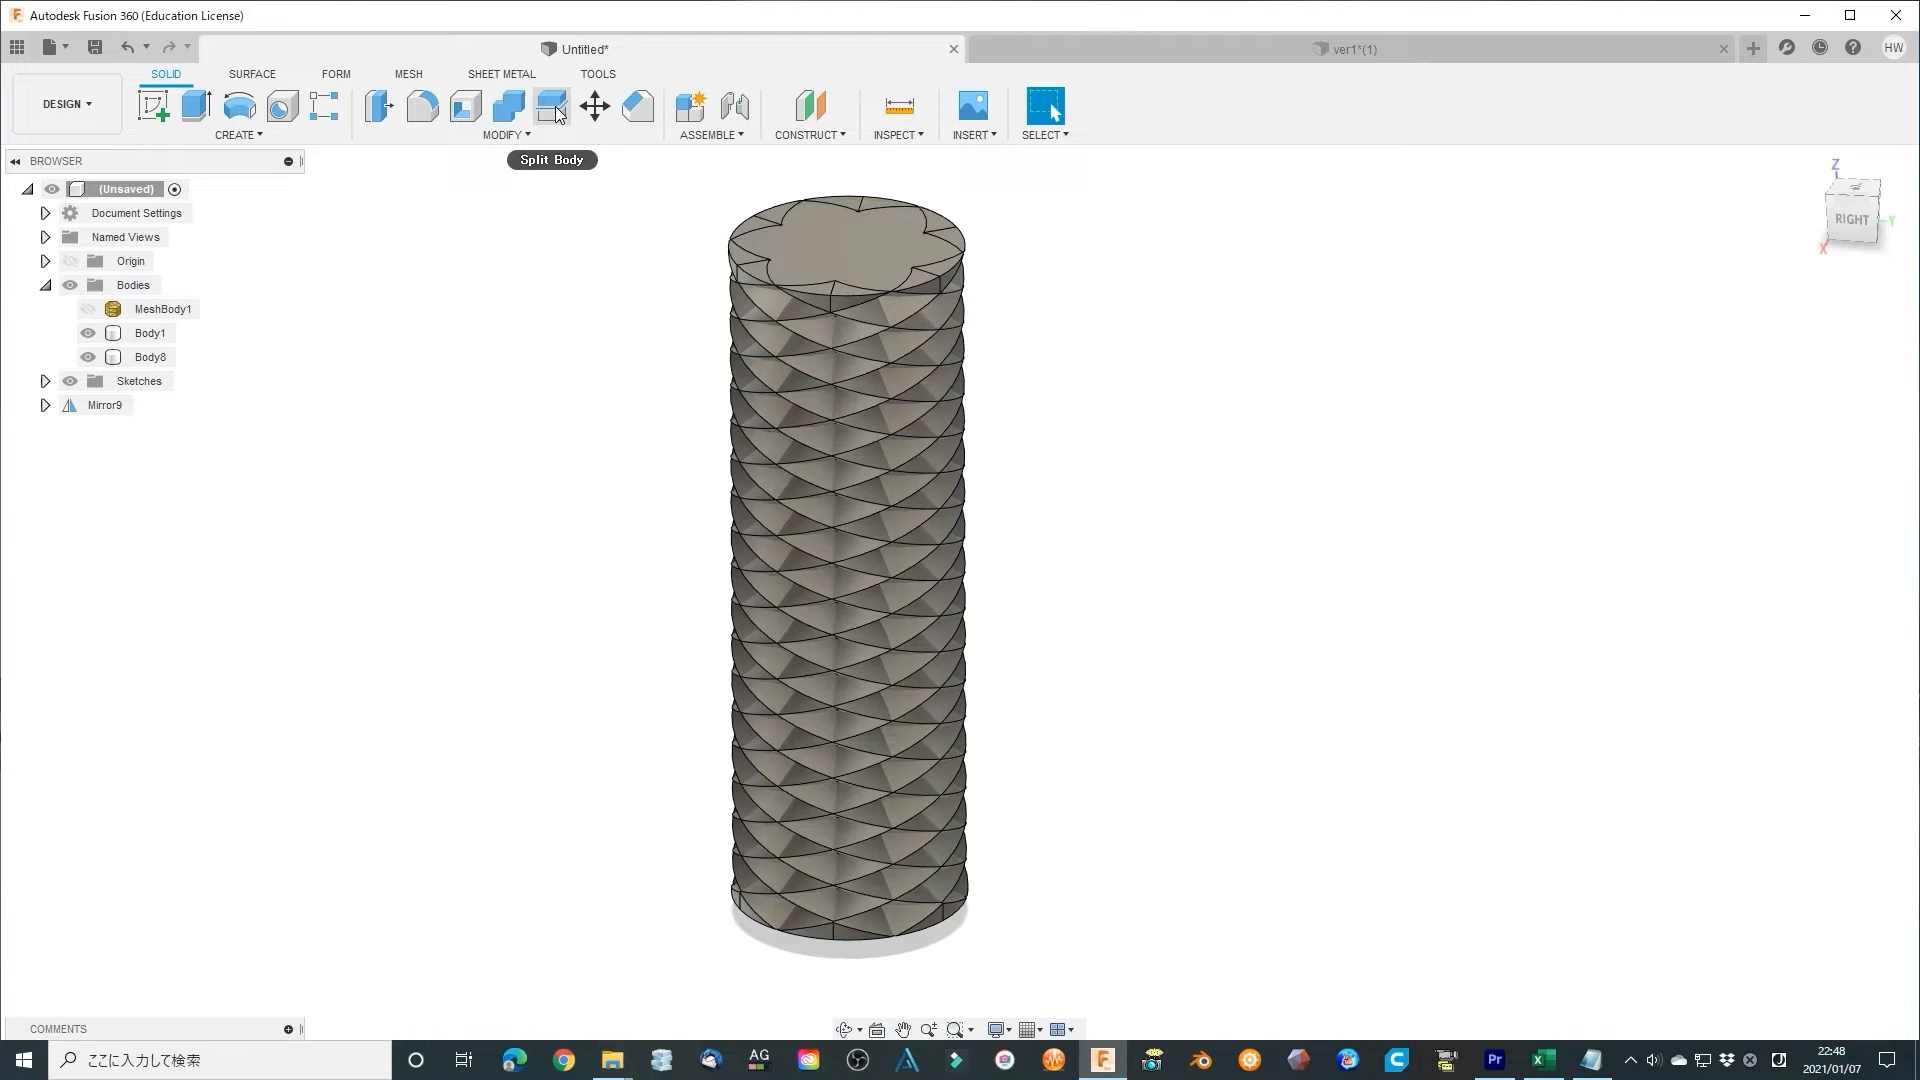 Autodesk Fusion 360 (Education License)
Untitled*
ver1*(1)
HW
DESIGN
SOLID SURFACE FORM MESH SHEET METAL TOOLS
CREATE MODIFY ASSEMBLE CONSTRUCT INSPECT INSERT SELECT
Split Body
BROWSER
(Unsaved)
Document Settings
Named Views
Origin
Bodies
MeshBody1
Body1
Body8
Sketches
Mirror9
Z
RIGHT
Y
X
COMMENTS
ここに入力して検索
AG
Pr
22:48
2021/01/07